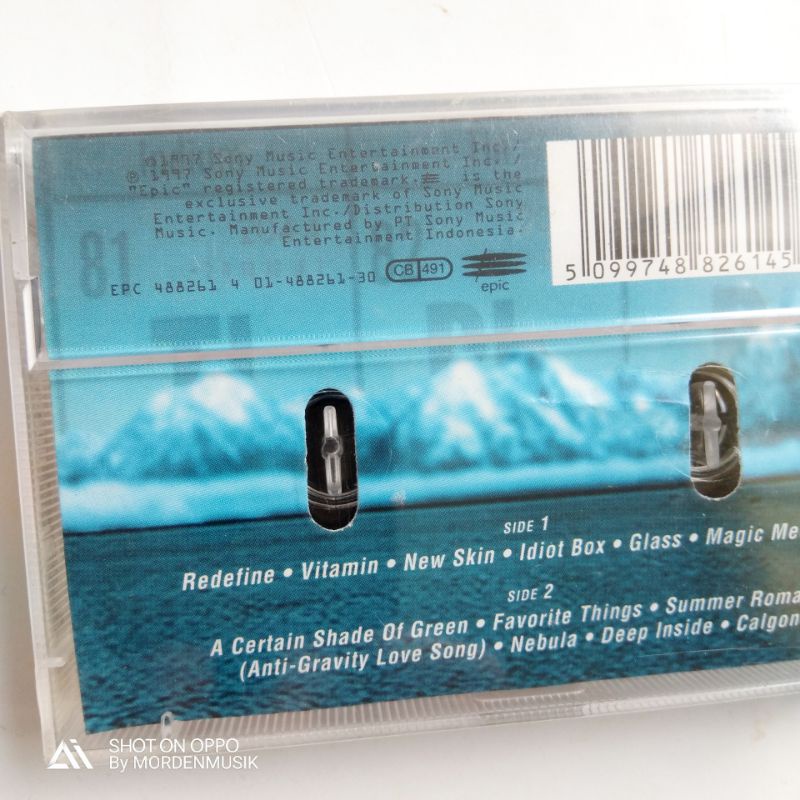 ©1997 Sony Music Entertainment Inc./
℗ 1997 Sony Music Entertainment Inc./
"Epic" registered trademark. is the
exclusive trademark of Sony Music
Entertainment Inc./Distribution Sony
Music. Manufactured by PT Sony Music
Entertainment Indonesia.
81
EPC 488261 4 01-488261-30 CB 491 epic
5 099748 826145
SIDE 1
Redefine • Vitamin • New Skin • Idiot Box • Glass • Magic Me
SIDE 2
A Certain Shade Of Green • Favorite Things • Summer Roma
(Anti-Gravity Love Song) • Nebula • Deep Inside • Calgon
SHOT ON OPPO
By MORDENMUSIK